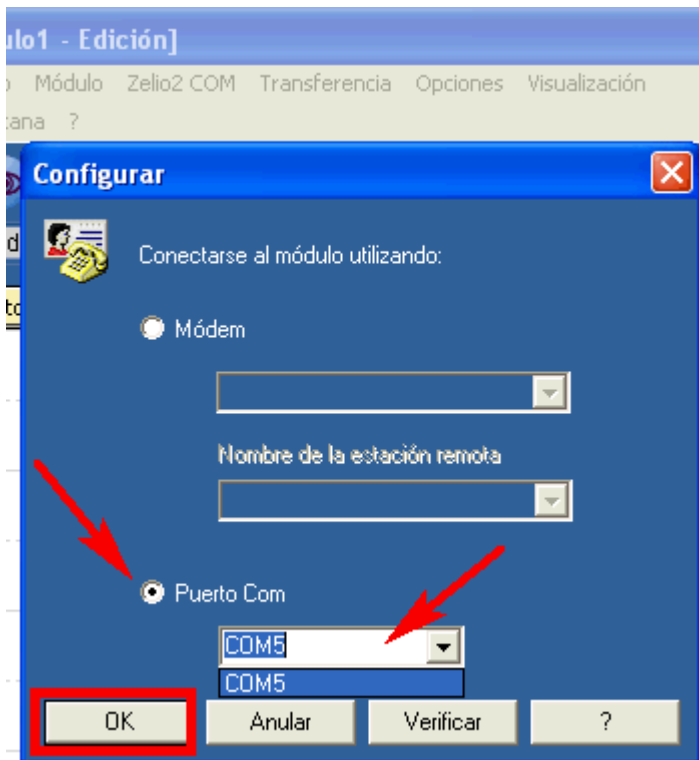 ulo1 - Edición]
Módulo Zelio2 COM Transferencia Opciones Visualización
tana ?
Configurar
Conectarse al módulo utilizando:
Módem
Nombre de la estación remota
Puerto Com
COM5
COM5
OK Anular Verificar ?